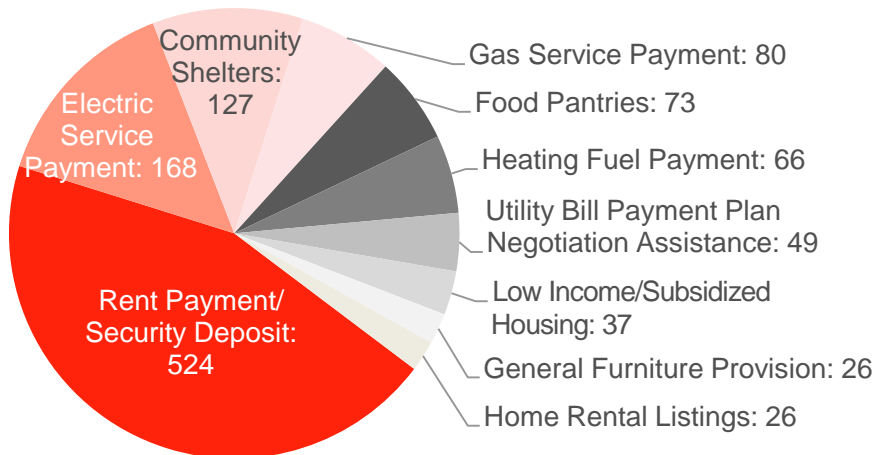 Community
Shelters:
127
Gas Service Payment: 80
Food Pantries: 73
Electric
Service
Payment: 168
Heating Fuel Payment: 66
Utility Bill Payment Plan
Negotiation Assistance: 49
Rent Payment/
Security Deposit:
524
Low Income/Subsidized
Housing: 37
General Furniture Provision: 26
Home Rental Listings: 26